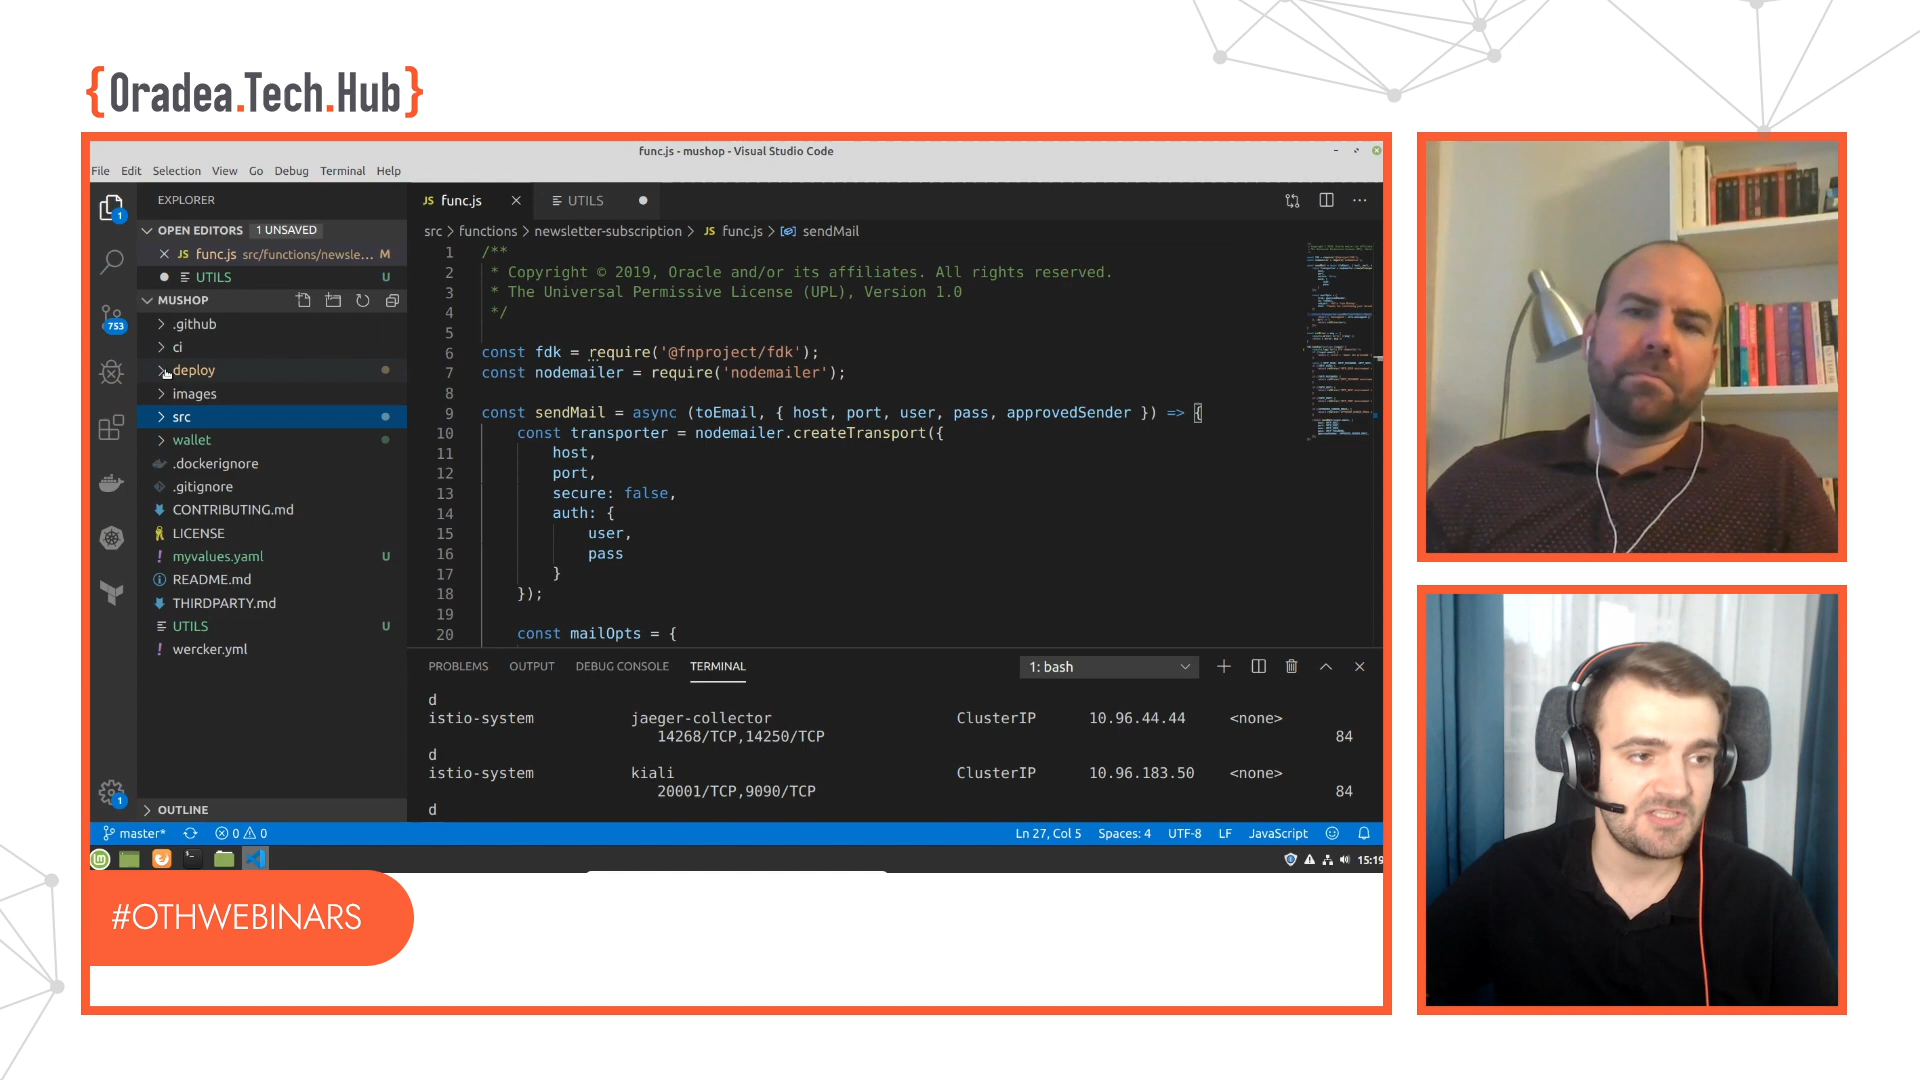 {Oradea.Tech.Hub}
func.js - mushop - Visual Studio Code
File Edit Selection View Go Debug Terminal Help
EXPLORER
OPEN EDITORS 1 UNSAVED
func.js src/functions/newsle... M
UTILS U
MUSHOP
.github
ci
deploy
images
src
wallet
.dockerignore
.gitignore
CONTRIBUTING.md
LICENSE
myvalues.yaml U
README.md
THIRDPARTY.md
UTILS U
wercker.yml
OUTLINE
1
753
1
JS func.js UTILS
src > functions > newsletter-subscription > JS func.js > sendMail
1 /**
2 * Copyright © 2019, Oracle and/or its affiliates. All rights reserved.
3 * The Universal Permissive License (UPL), Version 1.0
4 */
5
6 const fdk = require('@fnproject/fdk');
7 const nodemailer = require('nodemailer');
8
9 const sendMail = async (toEmail, { host, port, user, pass, approvedSender }) => {
10 const transporter = nodemailer.createTransport({
11 host,
12 port,
13 secure: false,
14 auth: {
15 user,
16 pass
17 }
18 });
19
20 const mailOpts = {
PROBLEMS OUTPUT DEBUG CONSOLE TERMINAL 1: bash
d
istio-system jaeger-collector ClusterIP 10.96.44.44 <none>
14268/TCP,14250/TCP 84
d
istio-system kiali ClusterIP 10.96.183.50 <none>
20001/TCP,9090/TCP 84
d
master* 0 0 Ln 27, Col 5 Spaces: 4 UTF-8 LF JavaScript
15:19
#OTHWEBINARS